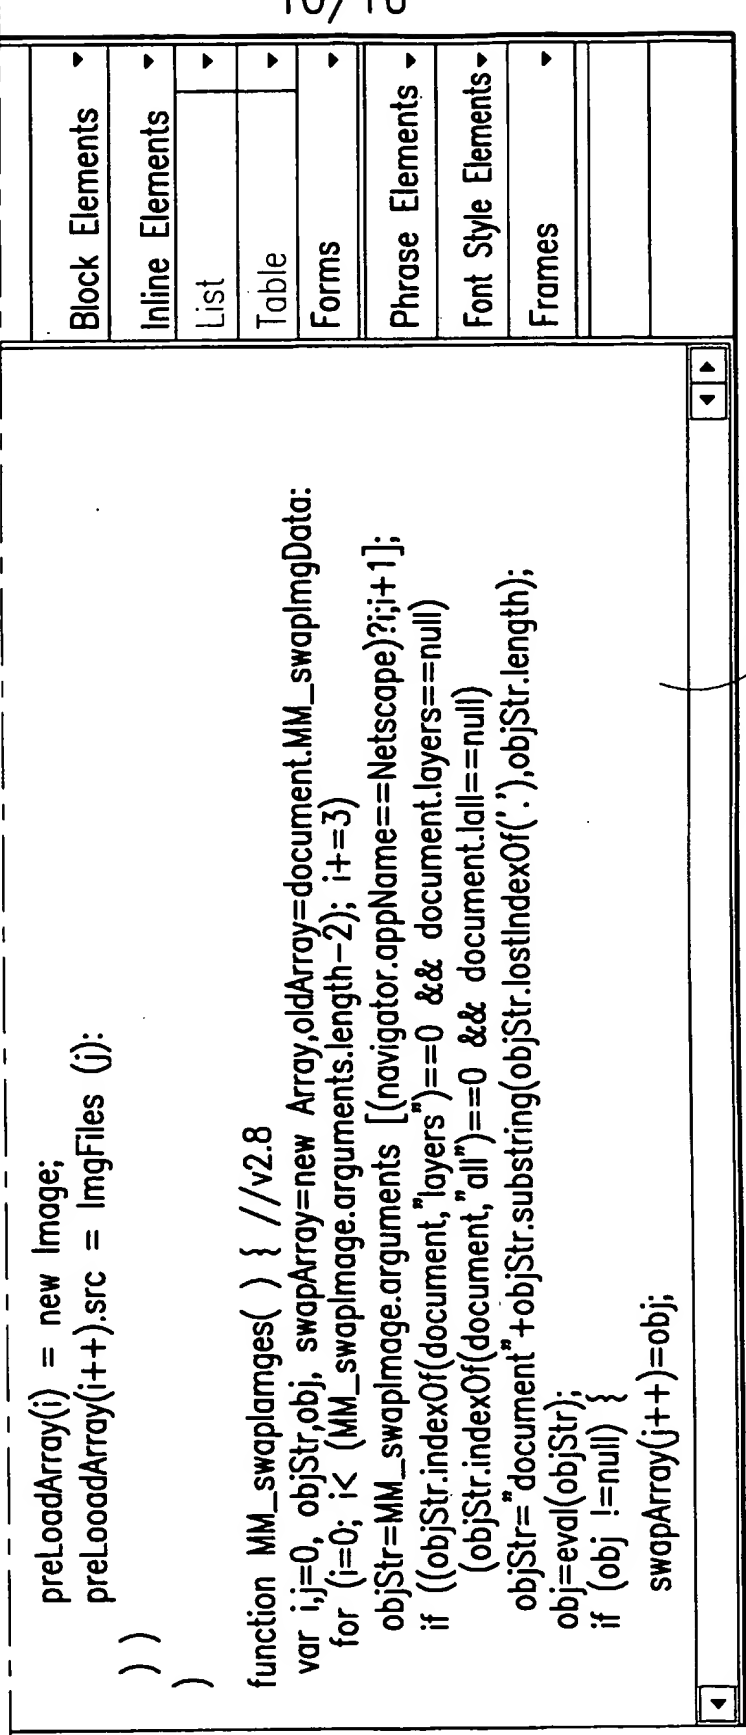 10/16
preLoadArray(i) = new Image;
preLooadArray(i++).src = ImgFiles (j):
) )
)
function MM_swaplamges( ) { //v2.8
var i,j=0, objStr,obj, swapArray=new Array,oldArray=document.MM_swapImgData:
for (i=0; i< (MM_swapImage.arguments.length-2); i+=3)
objStr=MM_swapImage.arguments [(navigator.appName==Netscape)?i;i+1];
if ((objStr.indexOf(document,"layers")==0 && document.layers==null)
(objStr.indexOf(document,"all")==0 && document.lall==null)
objStr="document"+objStr.substring(objStr.lostIndexOf('.'),objStr.length);
obj=eval(objStr);
if (obj !=null) {
swapArray(j++)=obj;
Block Elements
Inline Elements
List
Table
Forms
Phrase Elements
Font Style Elements
Frames